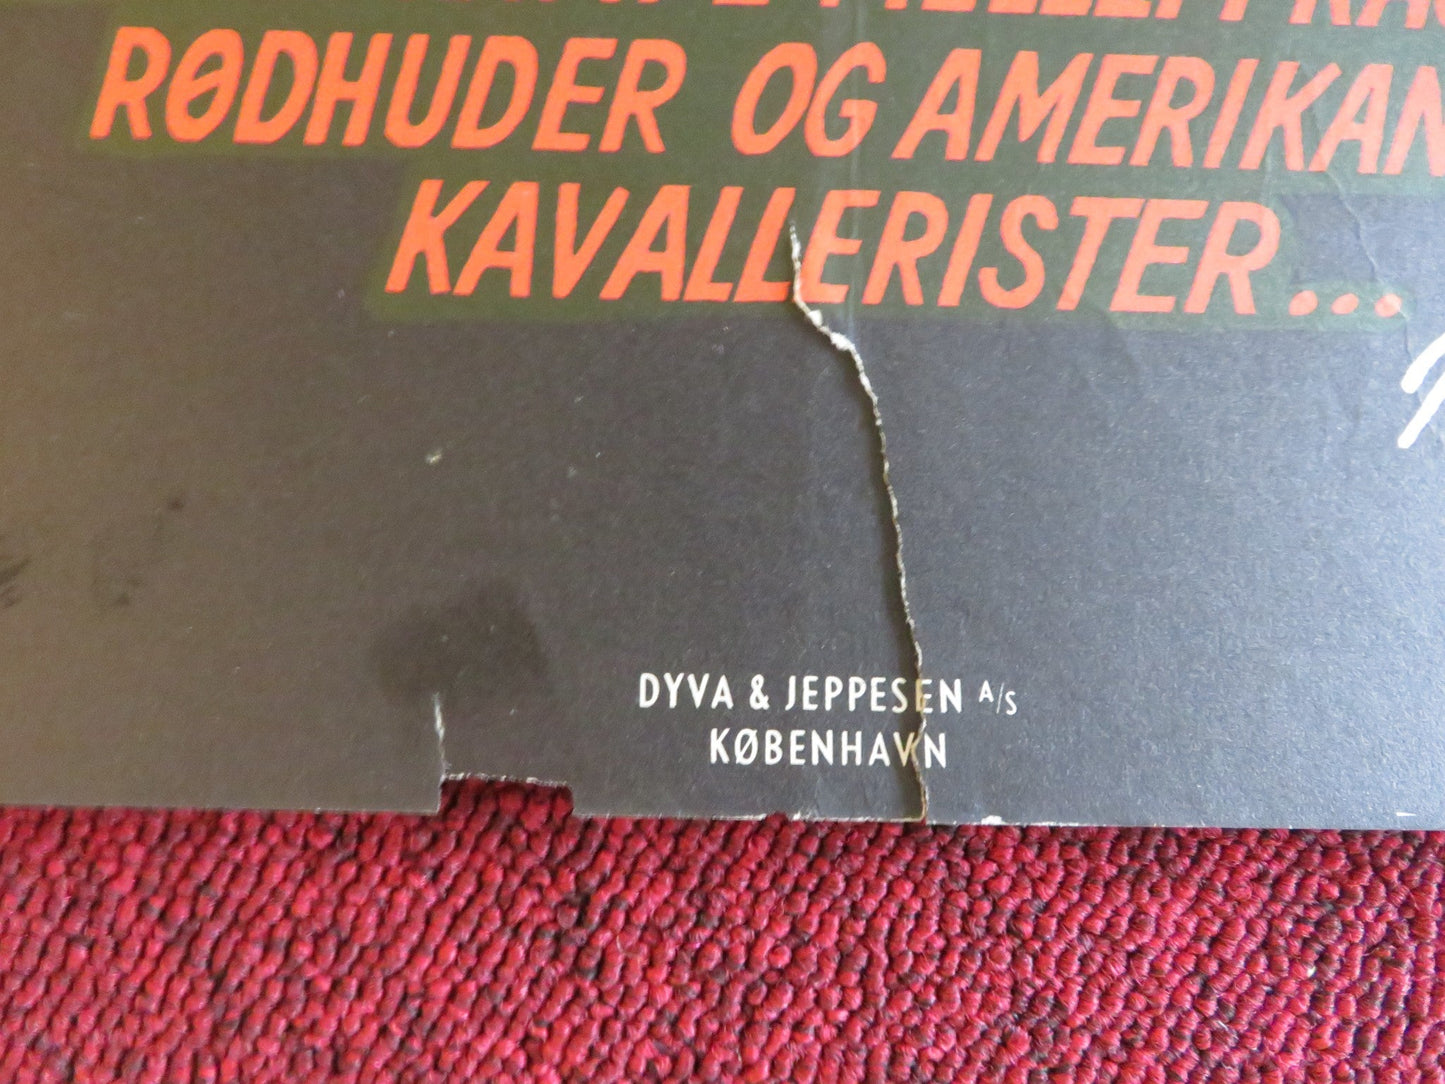 RØDHUDER OG AMERIKAN
KAVALLERISTER...
DYVA & JEPPESEN A/S
KØBENHAVN